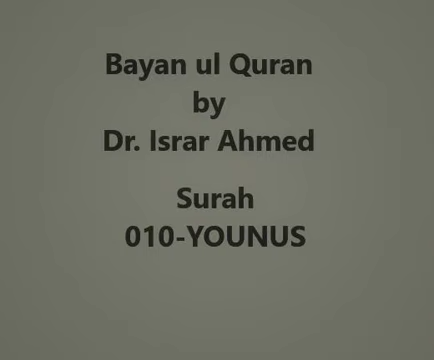 Bayan ul Quran
by
Dr. Israr Ahmed
Surah
010-YOUNUS